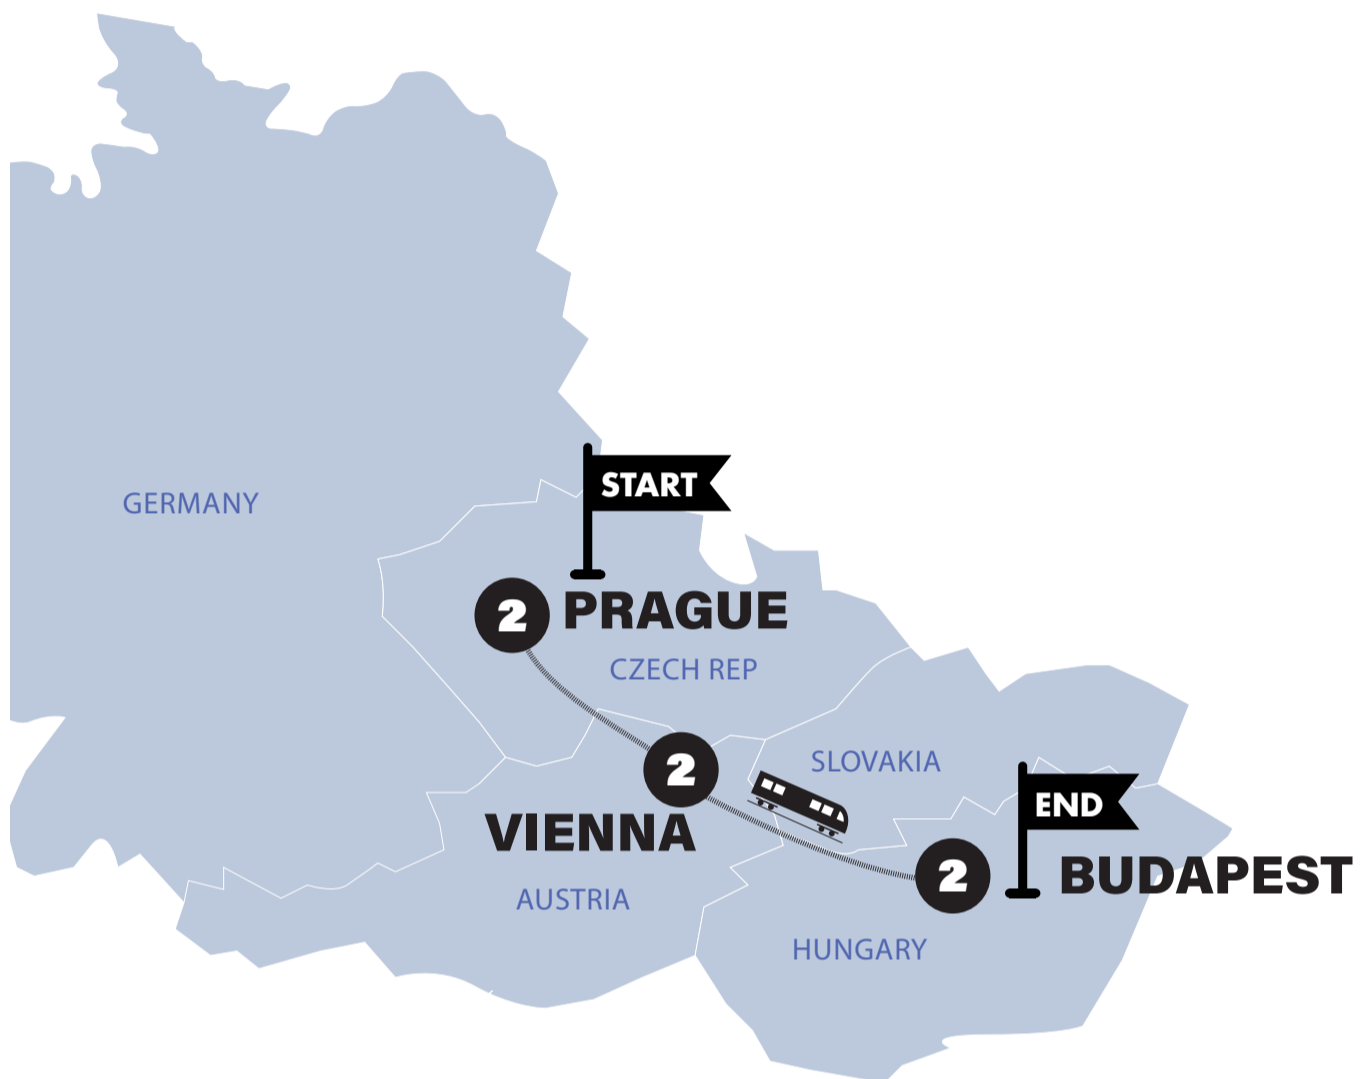 GERMANY
START
2 PRAGUE
CZECH REP
2
VIENNA
SLOVAKIA
END
2 BUDAPEST
AUSTRIA
HUNGARY